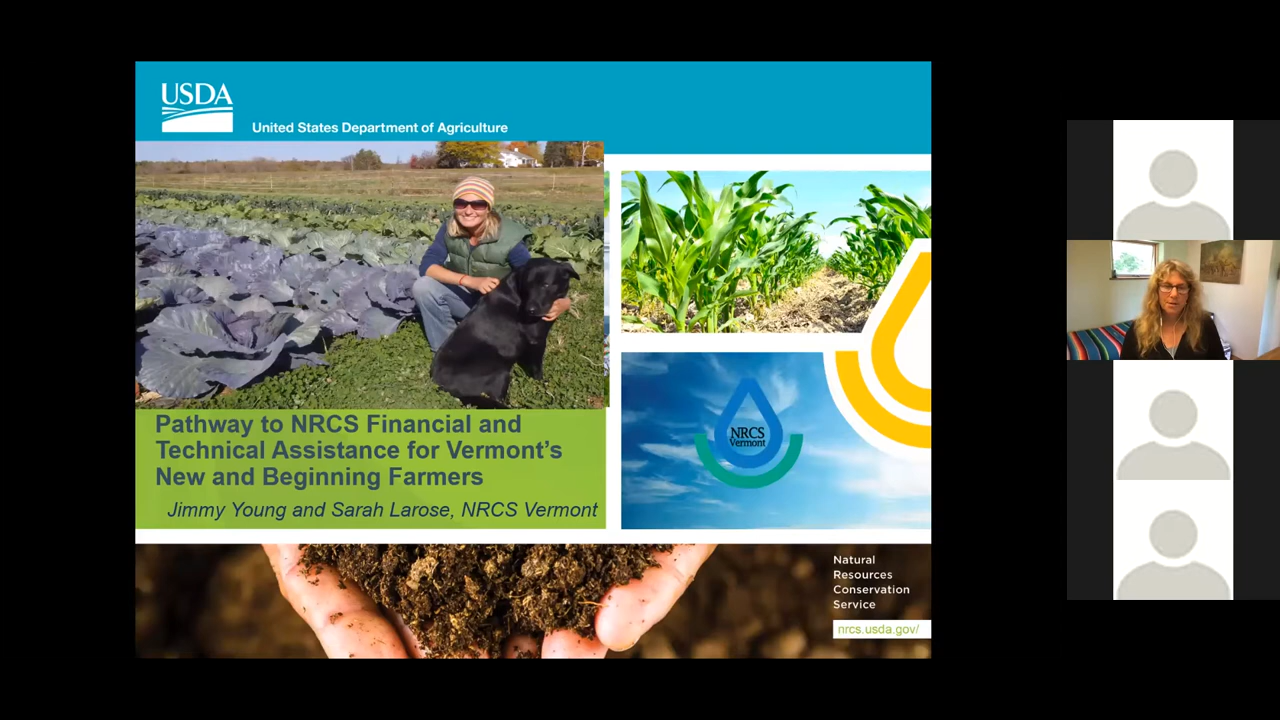 USDA
United States Department of Agriculture
NRCS
Vermont
Pathway to NRCS Financial and
Technical Assistance for Vermont's
New and Beginning Farmers
Jimmy Young and Sarah Larose, NRCS Vermont
Natural
Resources
Conservation
Service
nrcs.usda.gov/